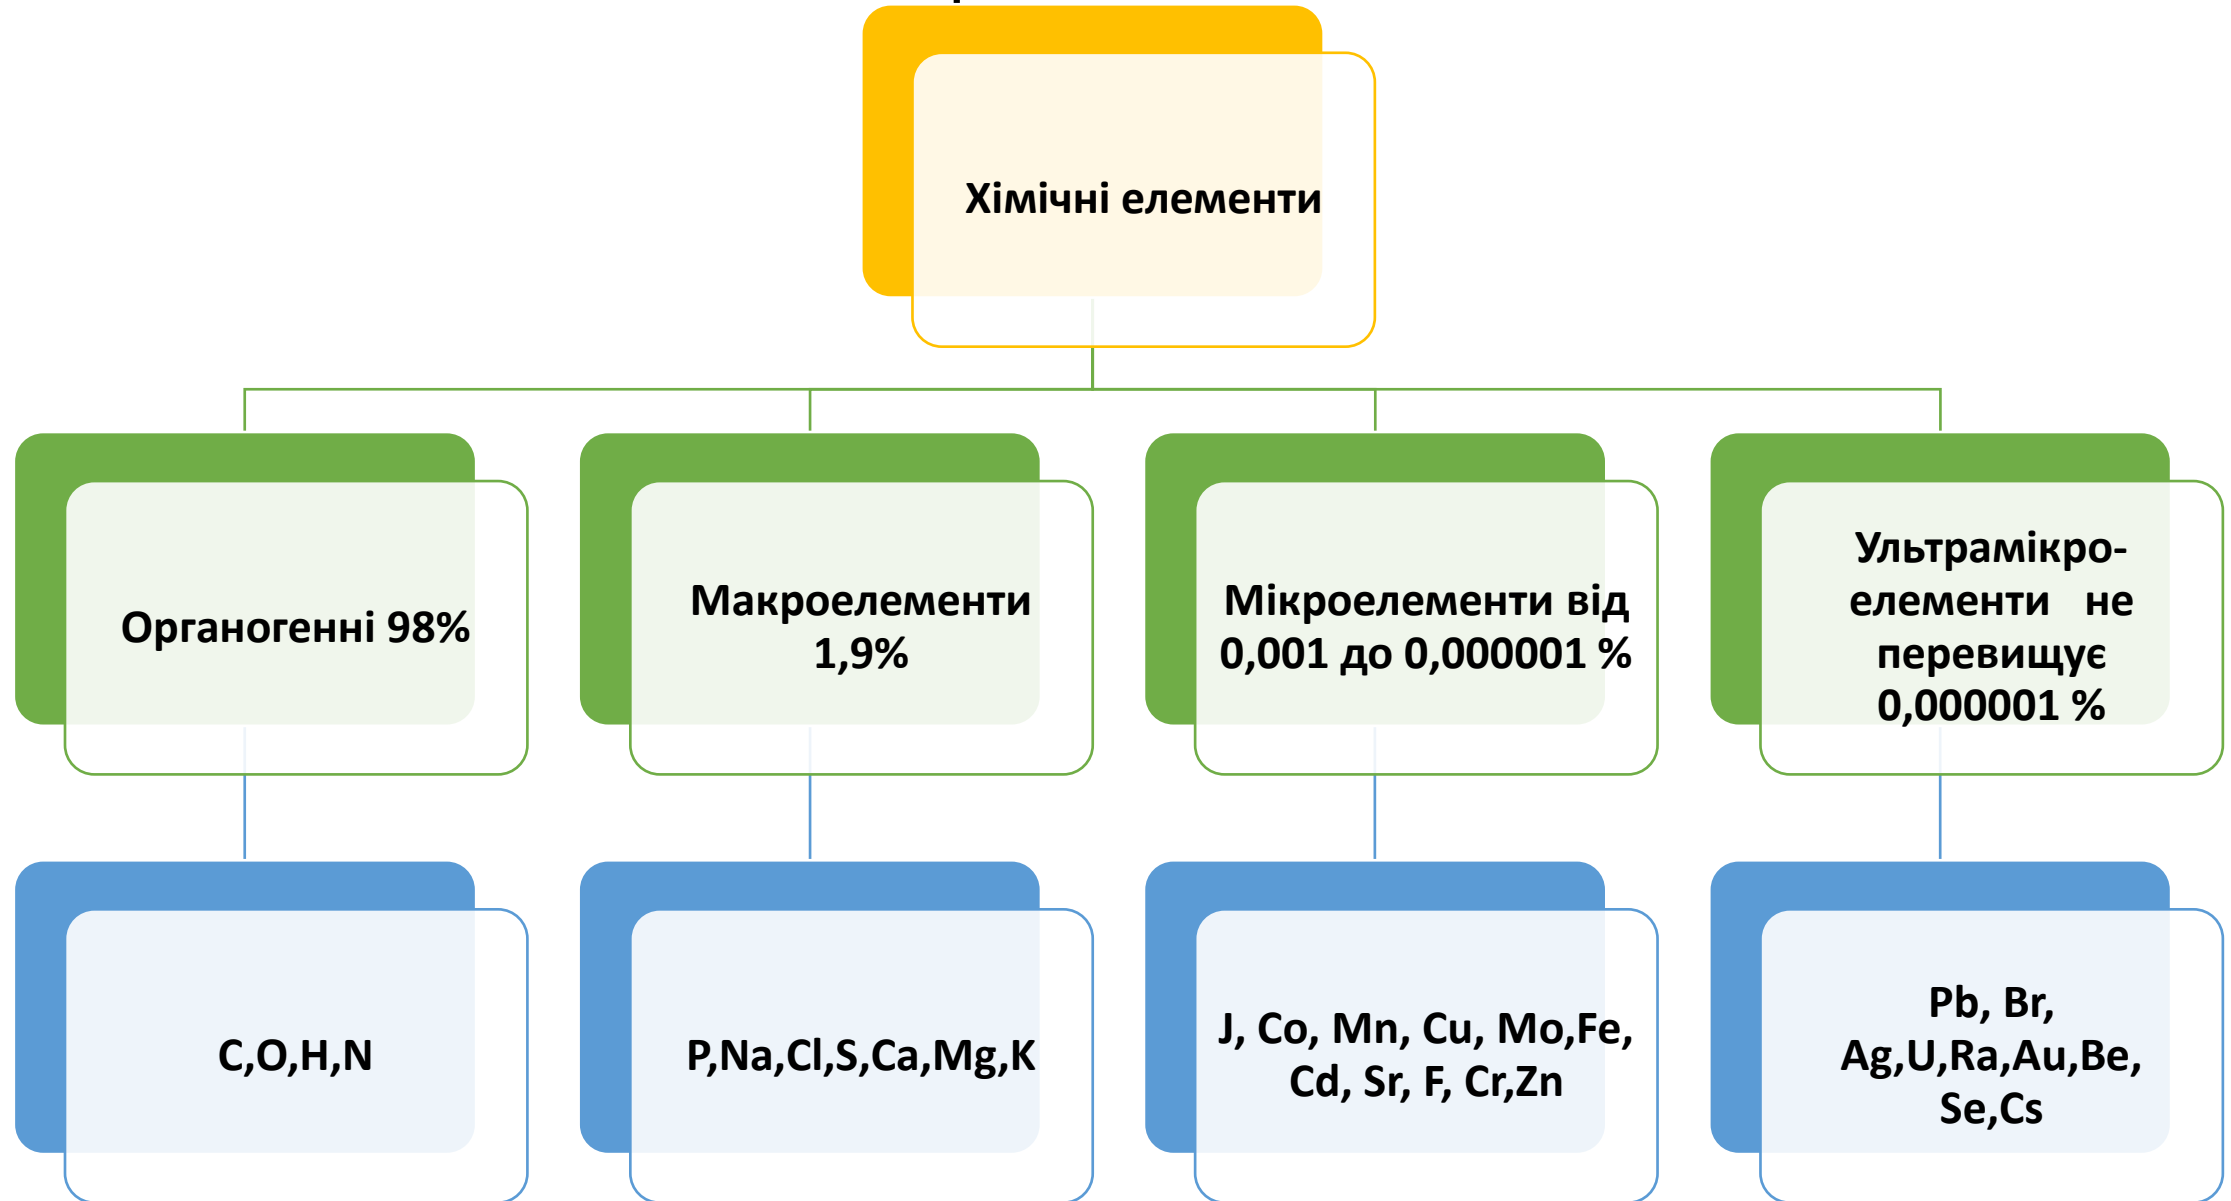 Хімічні елементи
Органогенні 98%
Макроелементи
1,9%
Мікроелементи від
0,001 до 0,000001 %
Ультрамікро-
елементи не
перевищує
0,000001 %
C,O,H,N
P,Na,Cl,S,Ca,Mg,K
J, Co, Mn, Cu, Mo,Fe,
Cd, Sr, F, Cr,Zn
Pb, Br,
Ag,U,Ra,Au,Be,
Se,Cs